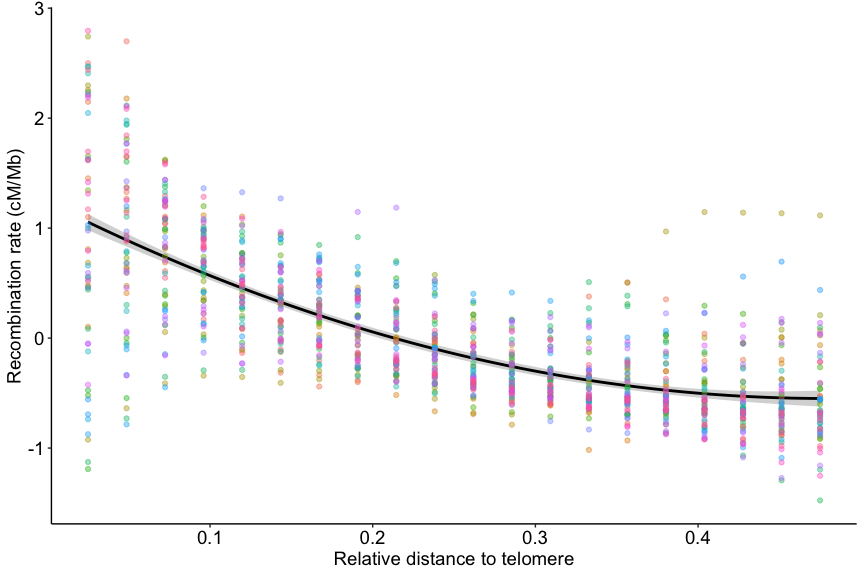 3
2
1
0
-1
Recombination rate (cM/Mb)
0.1 0.2 0.3 0.4
Relative distance to telomere